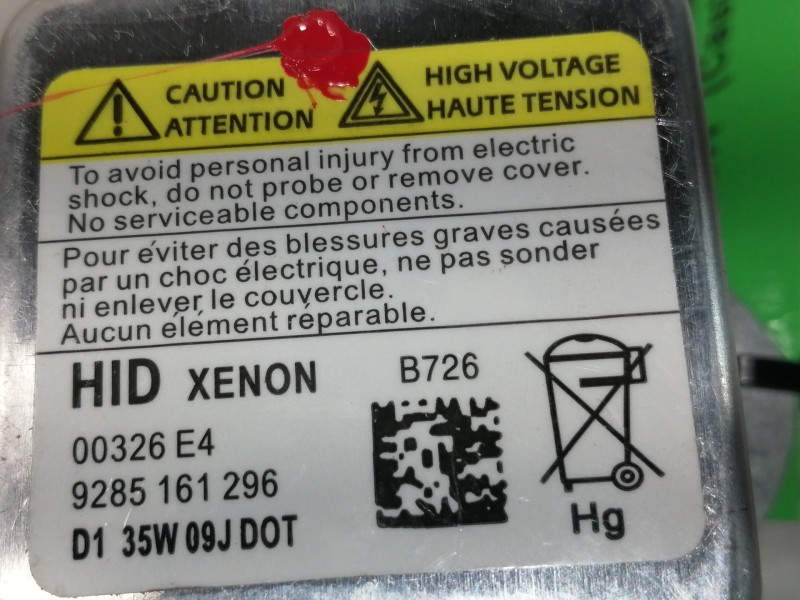 CAUTION
ATTENTION
HIGH VOLTAGE
HAUTE TENSION
To avoid personal injury from electric
shock, do not probe or remove cover.
No serviceable components.
Pour éviter des blessures graves causées
par un choc électrique, ne pas sonder
ni enlever le couvercle.
Aucun élément réparable.
HID XENON
B726
00326 E4
9285 161 296
D1 35W 09J DOT
Hg